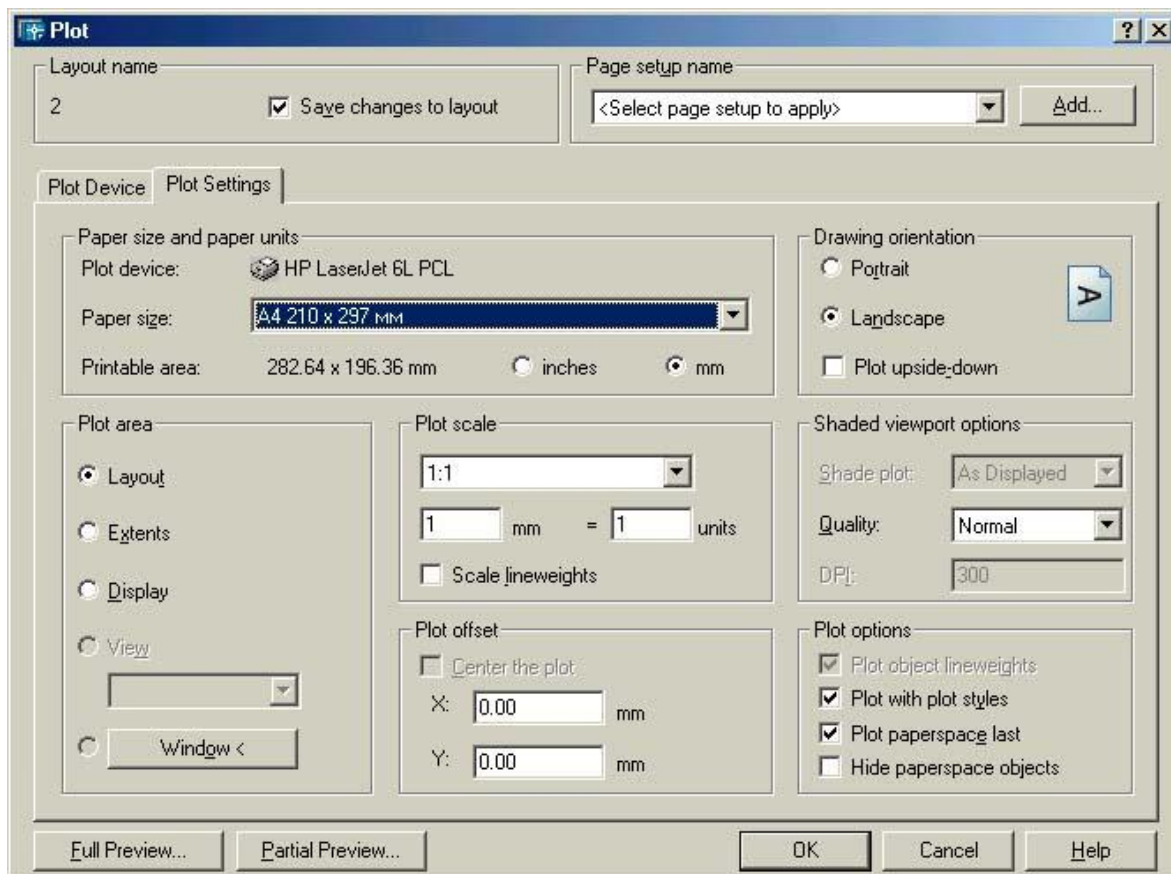 Plot
Layout name
2
Save changes to layout
Page setup name
<Select page setup to apply>
Add...
Plot Device
Plot Settings
Paper size and paper units
Plot device:
HP LaserJet 6L PCL
Paper size:
A4 210 x 297 мм
Printable area:
282.64 x 196.36 mm
inches
mm
Drawing orientation
Portrait
Landscape
Plot upside-down
A
Plot area
Layout
Extents
Display
View
Window <
Plot scale
1:1
1 mm = 1 units
Scale lineweights
Shaded viewport options
Shade plot: As Displayed
Quality: Normal
DPI: 300
Plot offset
Center the plot
X: 0.00 mm
Y: 0.00 mm
Plot options
Plot object lineweights
Plot with plot styles
Plot paperspace last
Hide paperspace objects
Full Preview...
Partial Preview...
OK
Cancel
Help